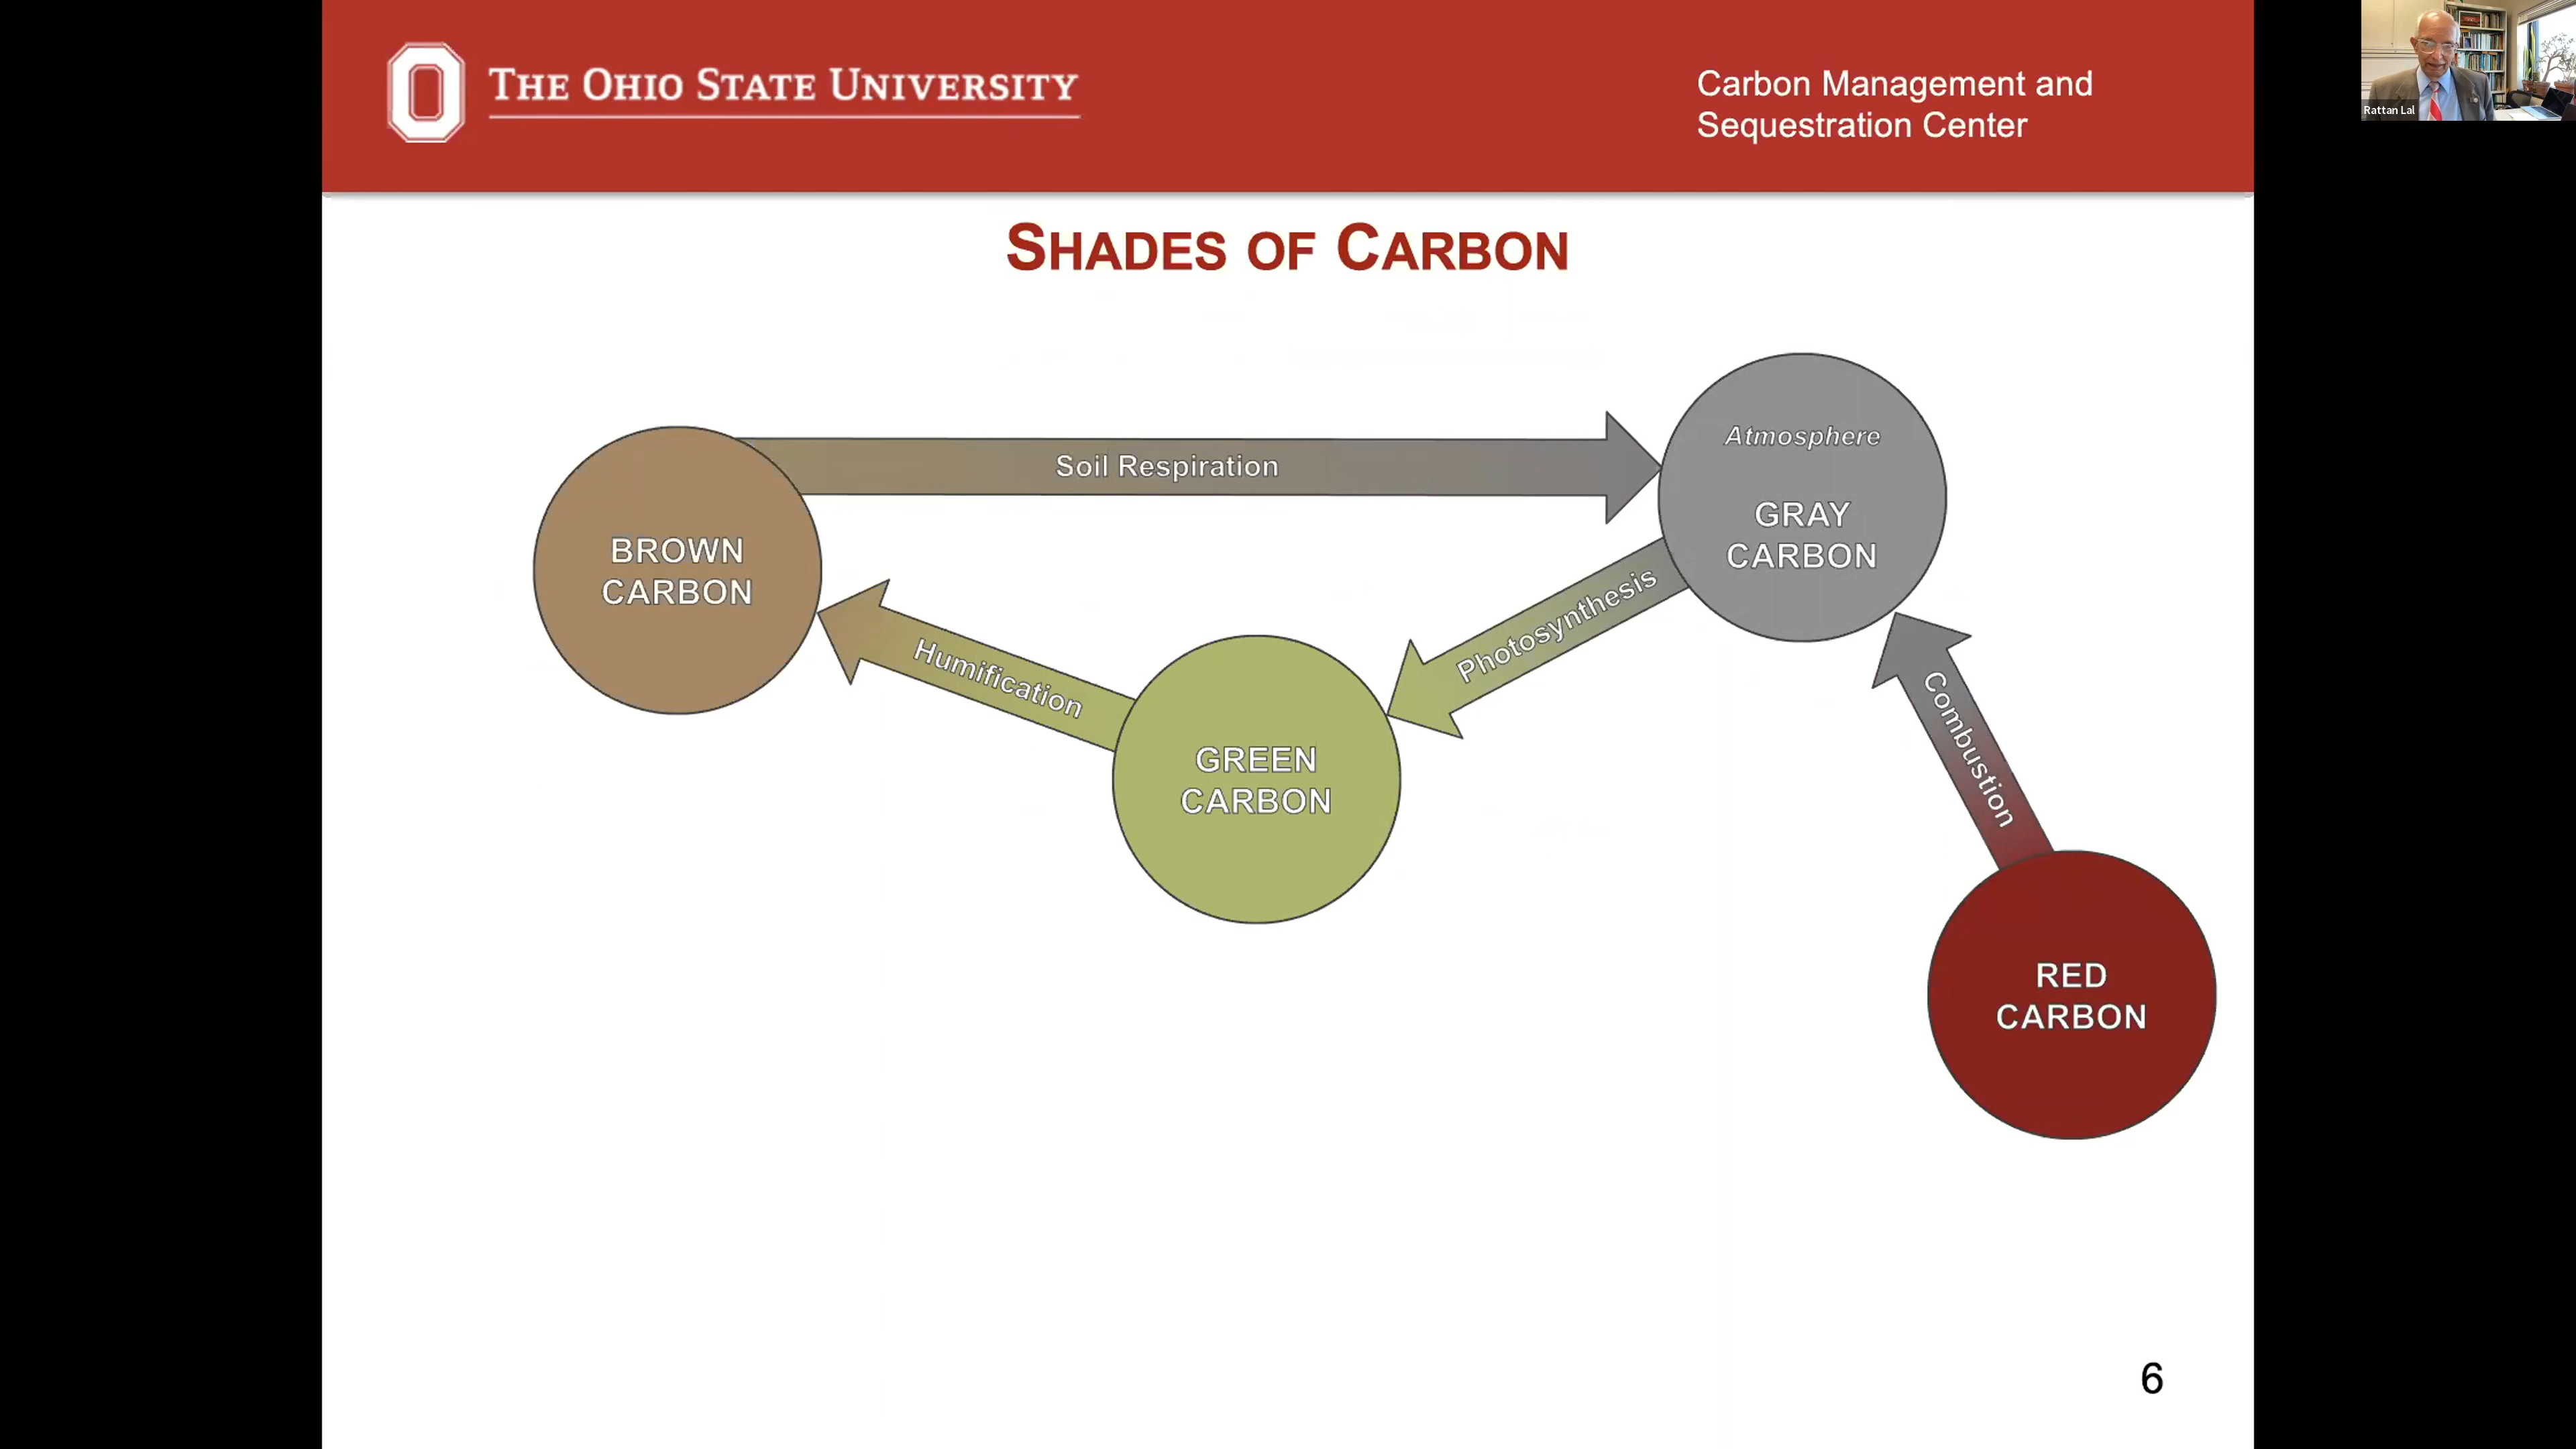 THE OHIO STATE UNIVERSITY
Carbon Management and
Sequestration Center
Rattan Lal
SHADES OF CARBON
Soil Respiration
Atmosphere
GRAY
CARBON
BROWN
CARBON
Humification
Photosynthesis
GREEN
CARBON
Combustion
RED
CARBON
6